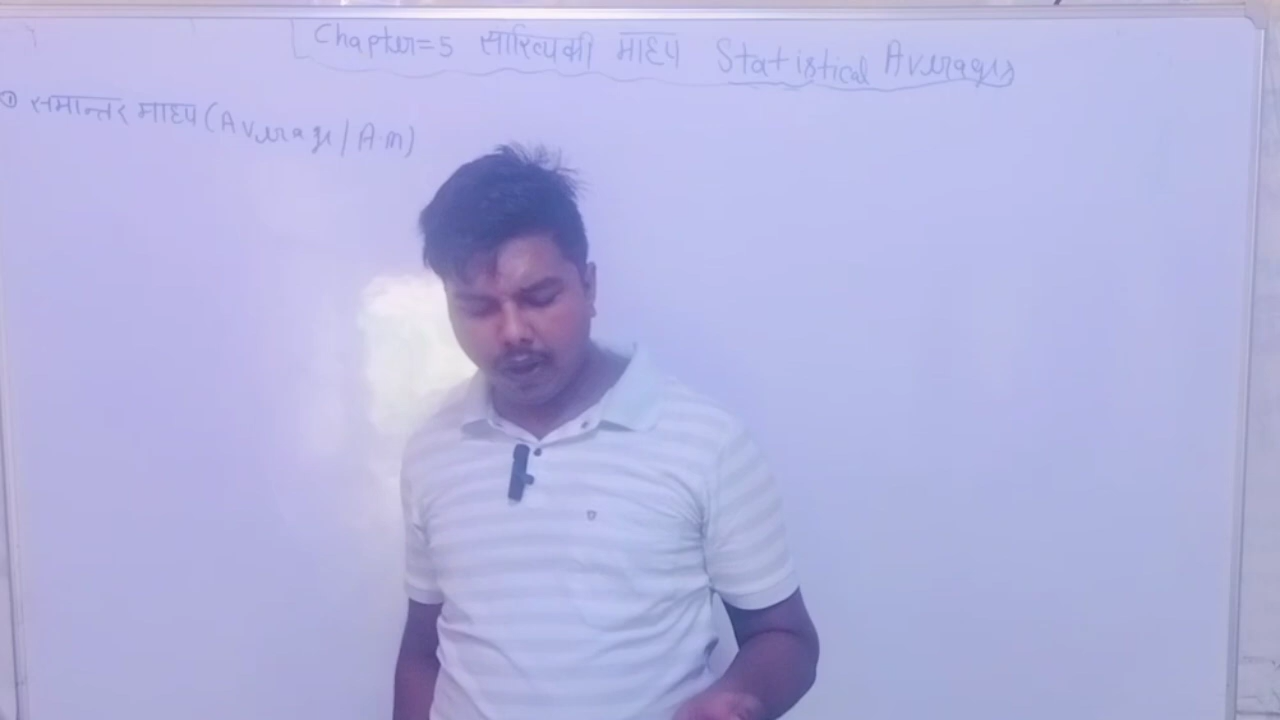 Chapter=5 सांख्यिकी माध्य Statistical Averages
① समान्तर माध्य (Average/A.m)